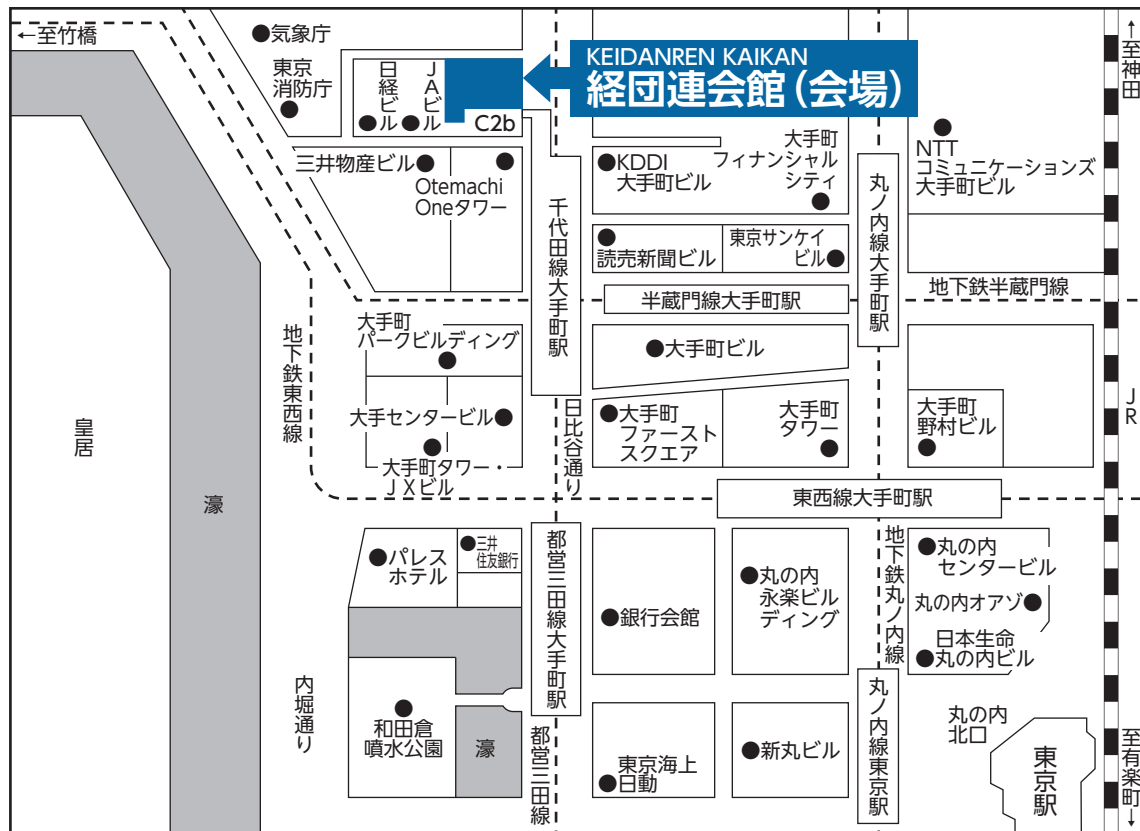 ←至竹橋
気象庁
東京
消防庁
日経ビル
JAビル
C2b
KEIDANREN KAIKAN
経団連会館(会場)
←至神田
三井物産ビル
Otemachi
Oneタワー
千代田線大手町駅
KDDI
大手町ビル
大手町
フィナンシャル
シティ
丸ノ内線大手町駅
NTT
コミュニケーションズ
大手町ビル
読売新聞ビル
東京サンケイ
ビル
半蔵門線大手町駅
地下鉄半蔵門線
地下鉄東西線
大手町
パークビルディング
大手町ビル
大手センタービル
大手町タワー・
JXビル
日比谷通り
大手町
ファースト
スクエア
大手町
タワー
大手町
野村ビル
JR
皇居
濠
東西線大手町駅
パレス
ホテル
三井
住友銀行
都営三田線大手町駅
銀行会館
丸の内
永楽ビル
ディング
地下鉄丸ノ内線
丸の内
センタービル
丸の内オアゾ
日本生命
丸の内ビル
内堀通り
和田倉
噴水公園
濠
都営三田線
東京海上
日動
新丸ビル
丸ノ内線東京駅
丸の内
北口
東京駅
至有楽町→